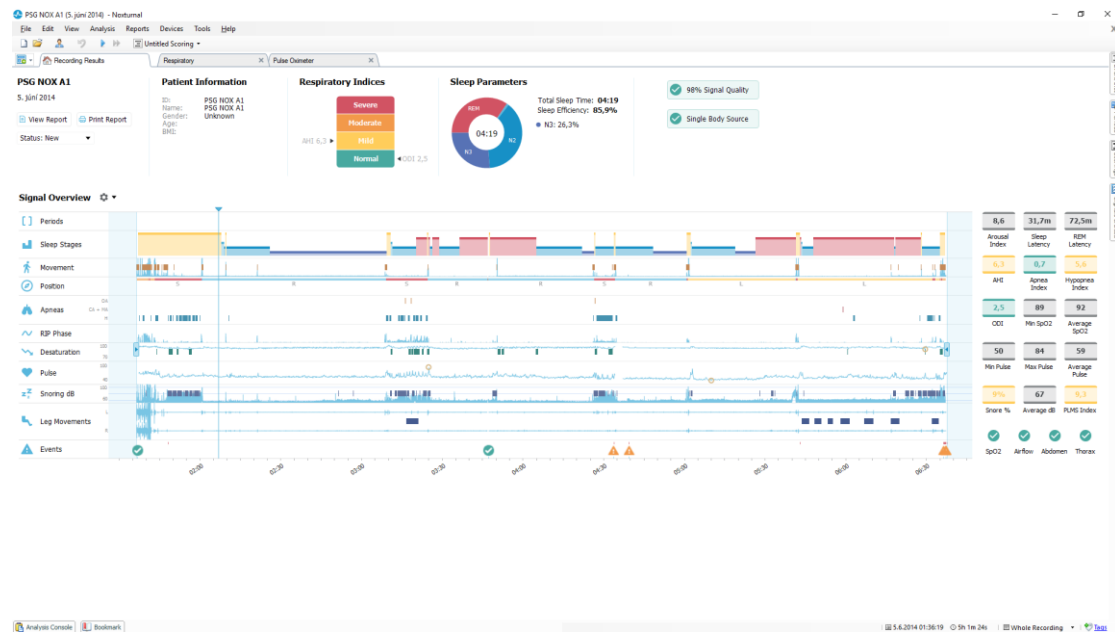 PSG NOX A1 (5. júní 2014) - Noxturnal
File Edit View Analysis Reports Devices Tools Help
Untitled Scoring
Recording Results
Respiratory
Pulse Oximeter
PSG NOX A1
5. júní 2014
View Report Print Report
Status: New
Patient Information
ID: PSG NOX A1
Name: PSG NOX A1
Gender: Unknown
Age:
BMI:
Respiratory Indices
Severe
Moderate
AHI 6,3 Mild
Normal ODI 2,5
Sleep Parameters
REM
04:19
N2
N3
Total Sleep Time: 04:19
Sleep Efficiency: 85,9%
N3: 26,3%
98% Signal Quality
Single Body Source
Signal Overview
Periods
Sleep Stages
Movement
Position
Apneas
RIP Phase
Desaturation
Pulse
Snoring dB
Leg Movements
Events
02:00 02:30 03:00 03:30 04:00 04:30 05:00 05:30 06:00 06:30
8,6 31,7m 72,5m
Arousal Index Sleep Latency REM Latency
6,3 0,7 5,6
AHI Apnea Index Hypopnea Index
2,5 89 92
ODI Min SpO2 Average SpO2
50 84 59
Min Pulse Max Pulse Average Pulse
9% 67 9,3
Snore % Average dB PLMS Index
SpO2 Airflow Abdomen Thorax
Analysis Console Bookmark
5.6.2014 01:36:19 5h 1m 24s Whole Recording Tags